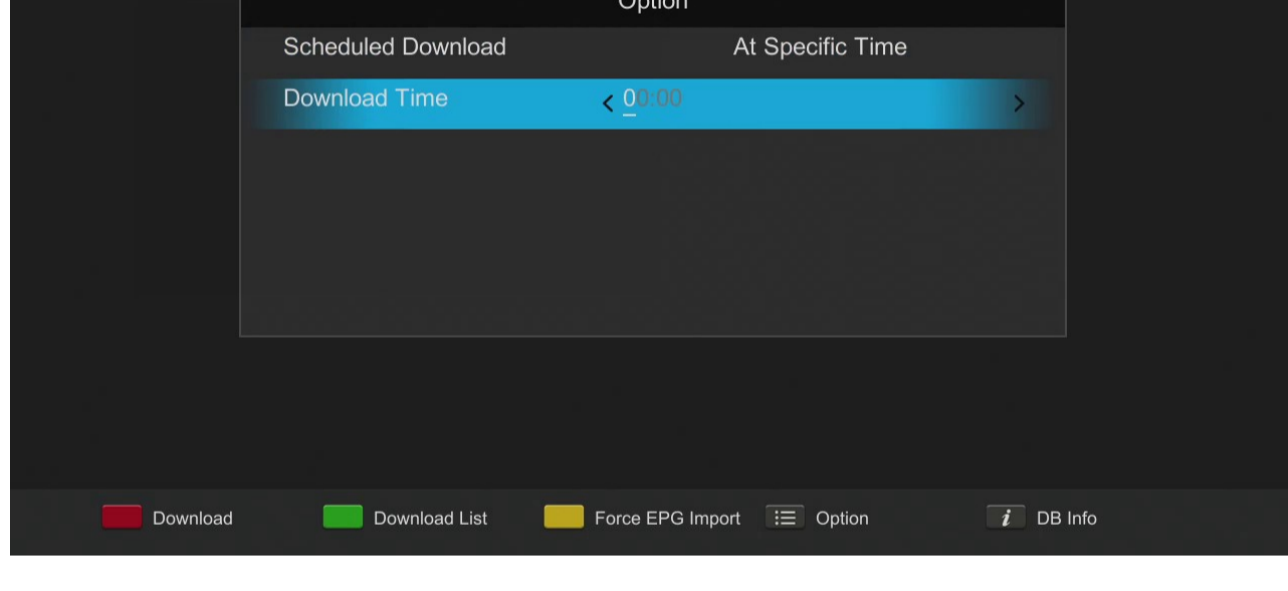 Option
Scheduled Download At Specific Time
Download Time < 00:00 >
Download Download List Force EPG Import Option i DB Info